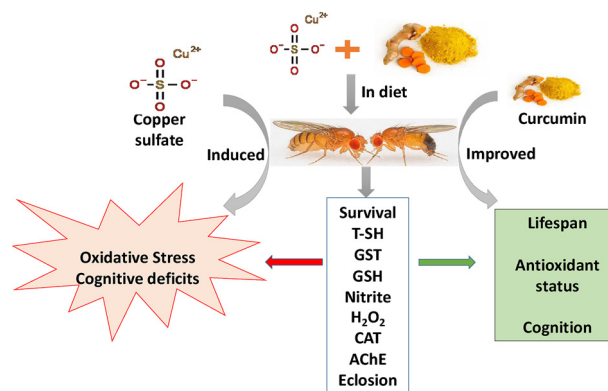 Cu²⁺
O⁻ S O⁻
O
O
Cu²⁺
O
O⁻ S O⁻
O
In diet
Copper
sulfate
Curcumin
Induced
Improved
Survival
T-SH
GST
GSH
Nitrite
H₂O₂
CAT
AChE
Eclosion
Oxidative Stress
Cognitive deficits
Lifespan
Antioxidant
status
Cognition